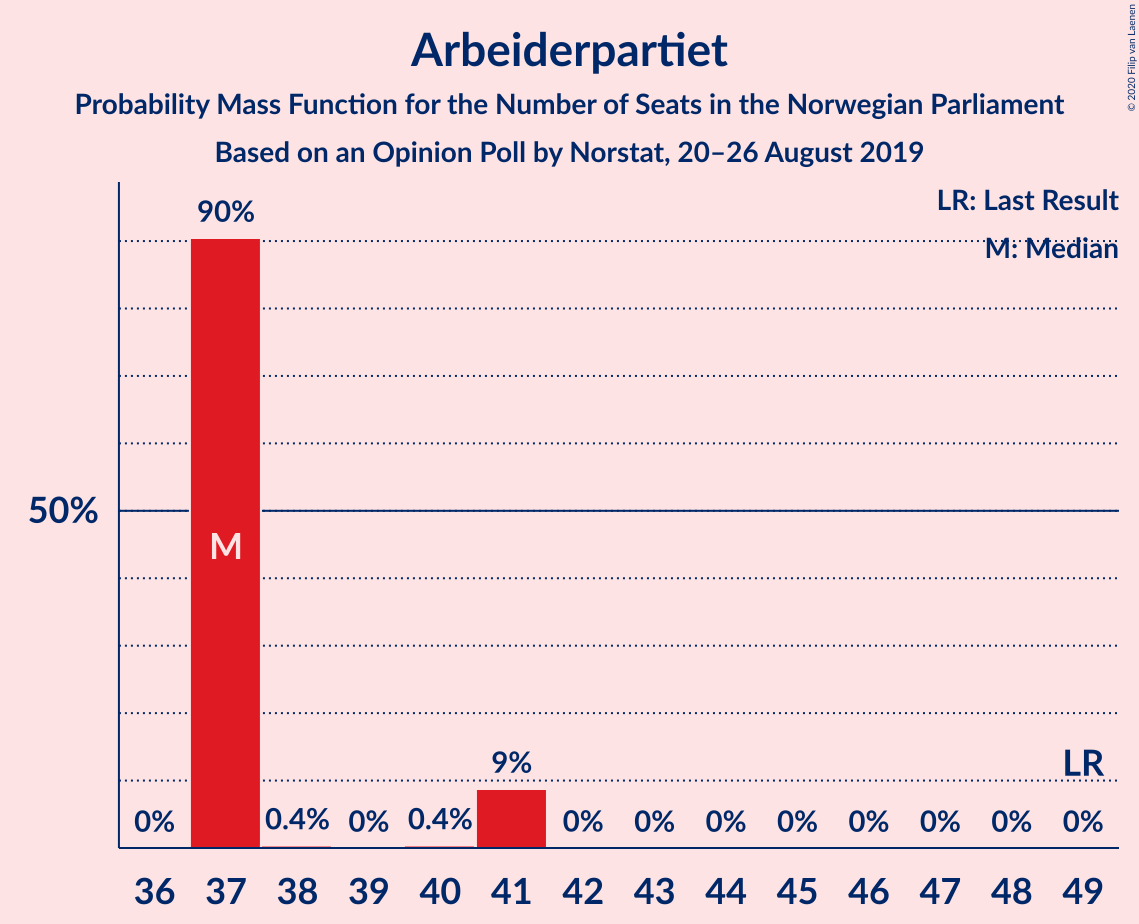 Arbeiderpartiet
Probability Mass Function for the Number of Seats in the Norwegian Parliament
Based on an Opinion Poll by Norstat, 20–26 August 2019
© 2020 Filip van Laenen
LR: Last Result
M: Median
90%
50%
M
9%
LR
0% 0.4% 0% 0.4% 0% 0% 0% 0% 0% 0% 0% 0%
36 37 38 39 40 41 42 43 44 45 46 47 48 49